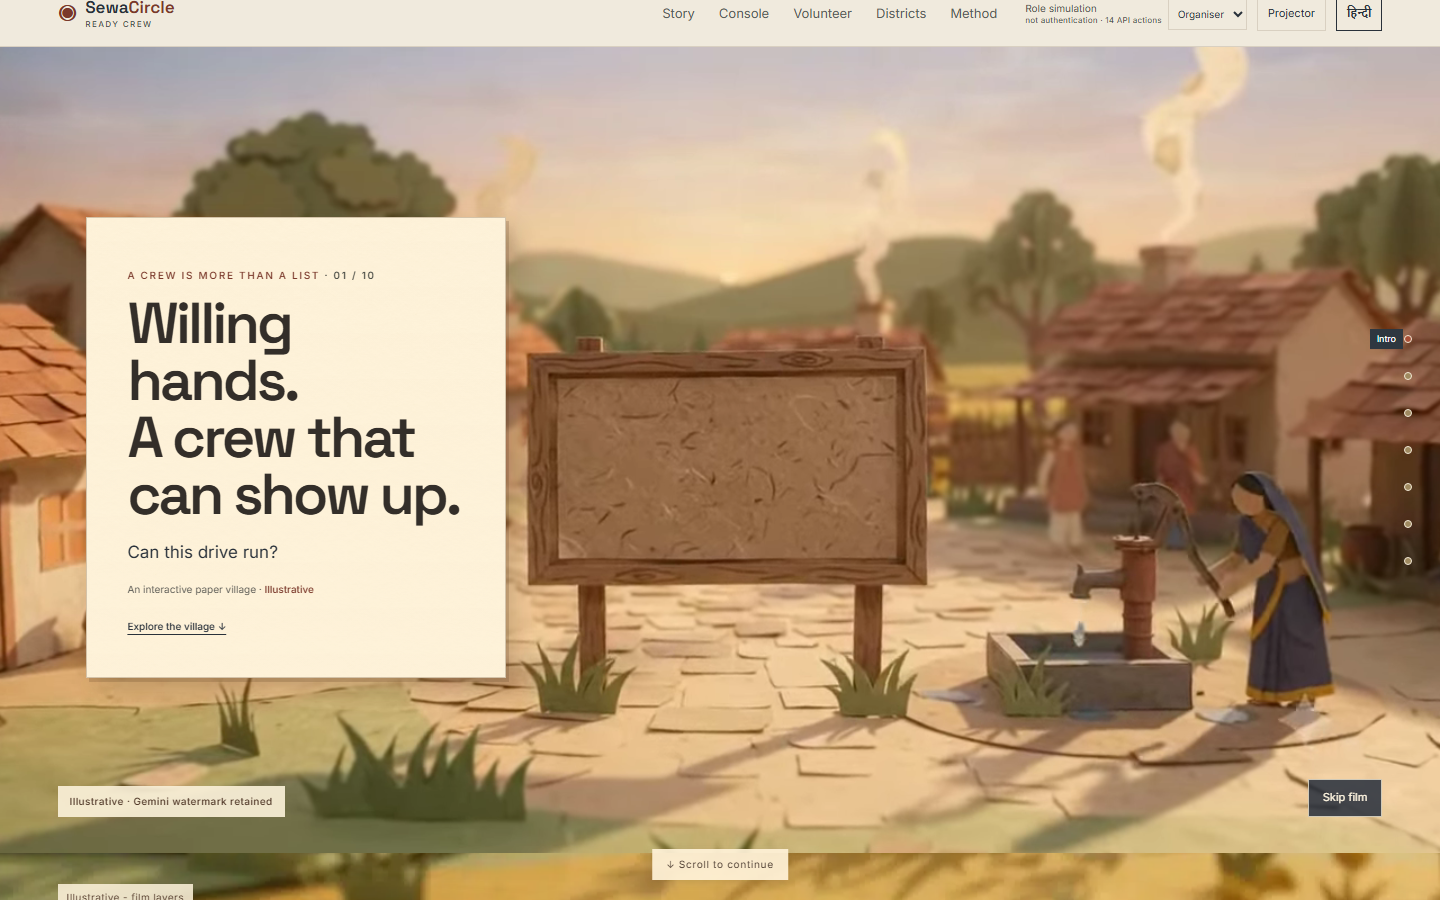 SewaCircle
READY CREW
Story
Console
Volunteer
Districts
Method
Role simulation
not authentication · 14 API actions
Organiser
Projector
हिन्दी
A CREW IS MORE THAN A LIST · 01 / 10
Willing
hands.
A crew that
can show up.
Can this drive run?
An interactive paper village · Illustrative
Explore the village ↓
Intro
Illustrative · Gemini watermark retained
Skip film
↓ Scroll to continue
Illustrative - film layers